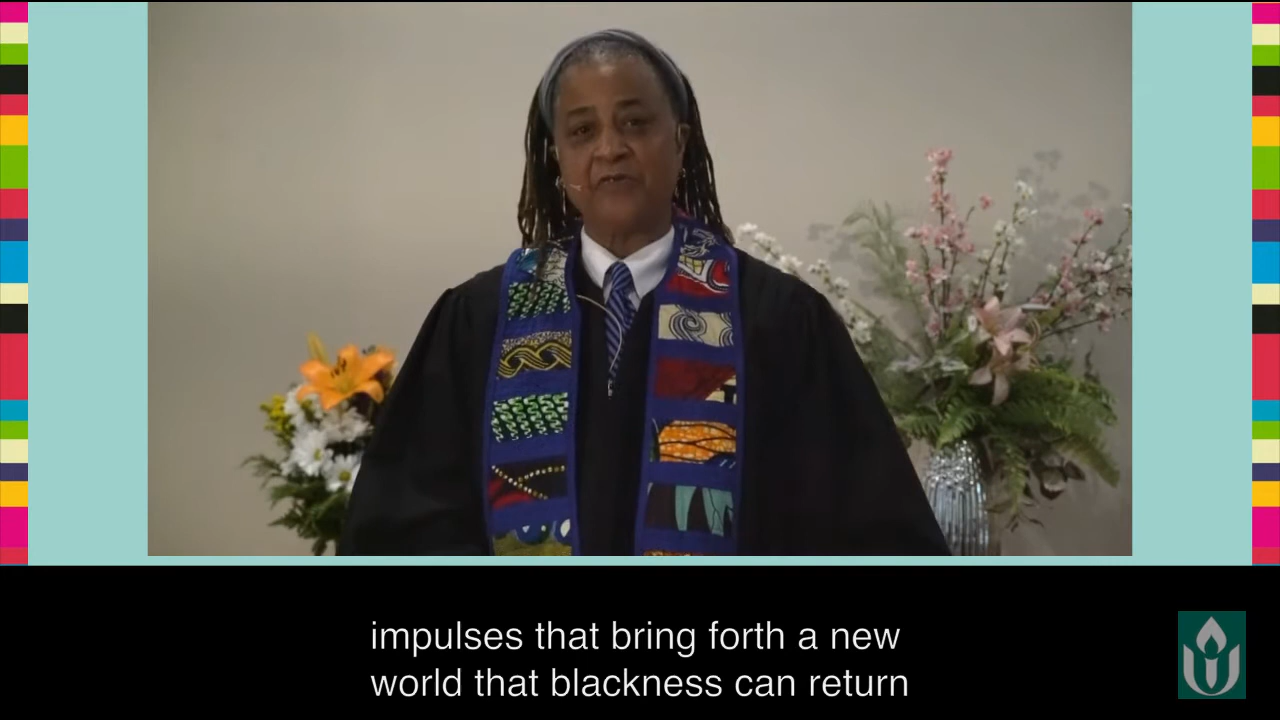 impulses that bring forth a new
world that blackness can return